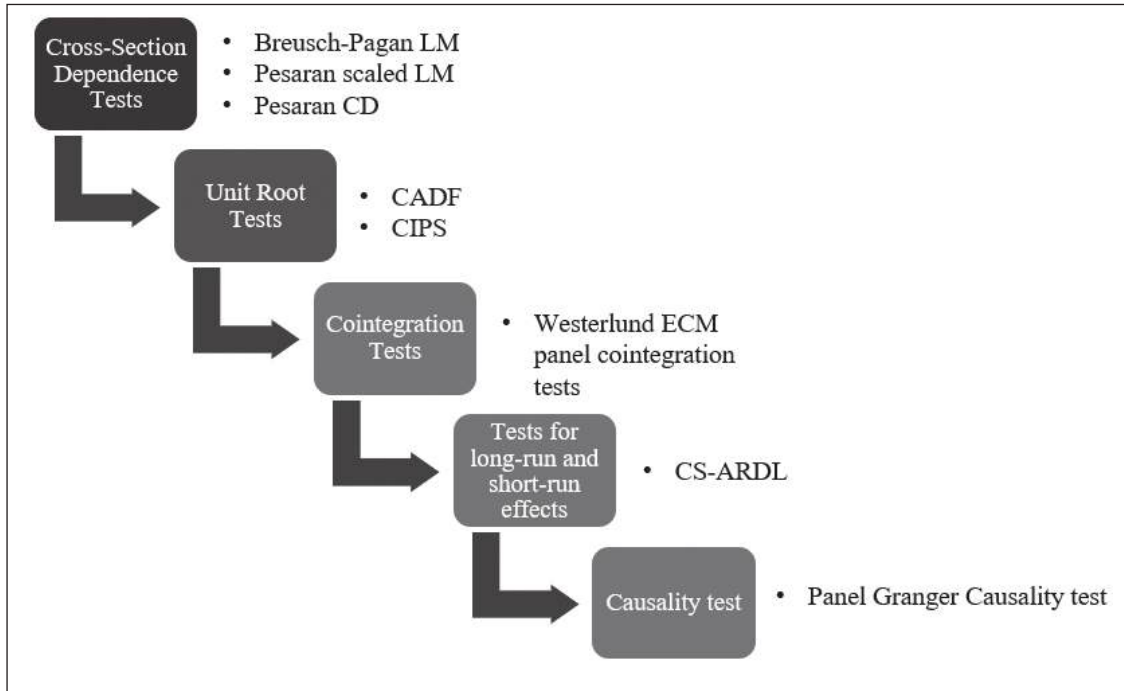 Cross-Section
Dependence
Tests
• Breusch-Pagan LM
• Pesaran scaled LM
• Pesaran CD
Unit Root
Tests
• CADF
• CIPS
Cointegration
Tests
• Westerlund ECM
panel cointegration
tests
Tests for
long-run and
short-run
effects
• CS-ARDL
Causality test
• Panel Granger Causality test